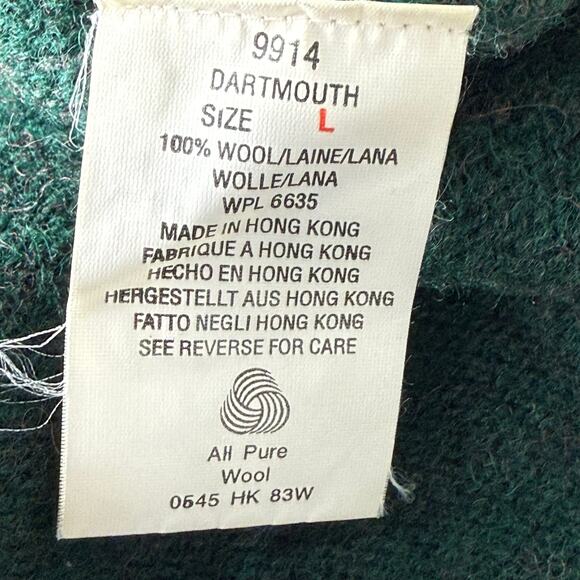 9914
DARTMOUTH
SIZE L
100% WOOL/LAINE/LANA
WOLLE/LANA
WPL 6635
MADE IN HONG KONG
FABRIQUE A HONG KONG
HECHO EN HONG KONG
HERGESTELLT AUS HONG KONG
FATTO NEGLI HONG KONG
SEE REVERSE FOR CARE
All Pure
Wool
0545 HK 83W